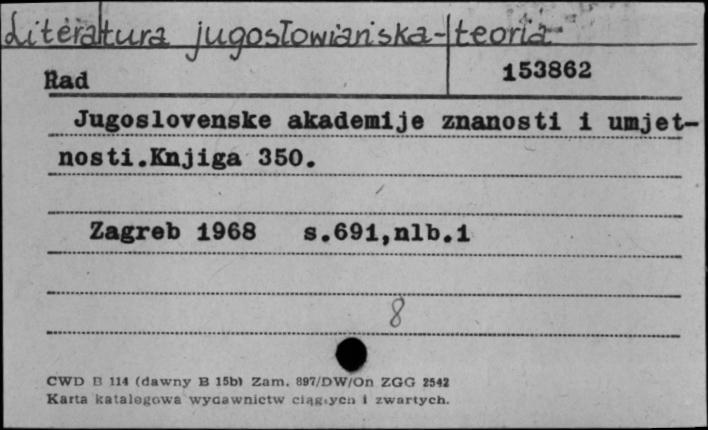 Literatura jugosłowiańska - teoria
153862
Rad
Jugoslovenske akademije znanosti i umjet-
nosti.Knjiga 350.
Zagreb 1968 s.691,nlb.1
8
CWD B 114 (dawny B 15b) Zam. 897/DW/On ZGG 2542
Karta katalogowa wydawnictw ciągłych i zwartych.